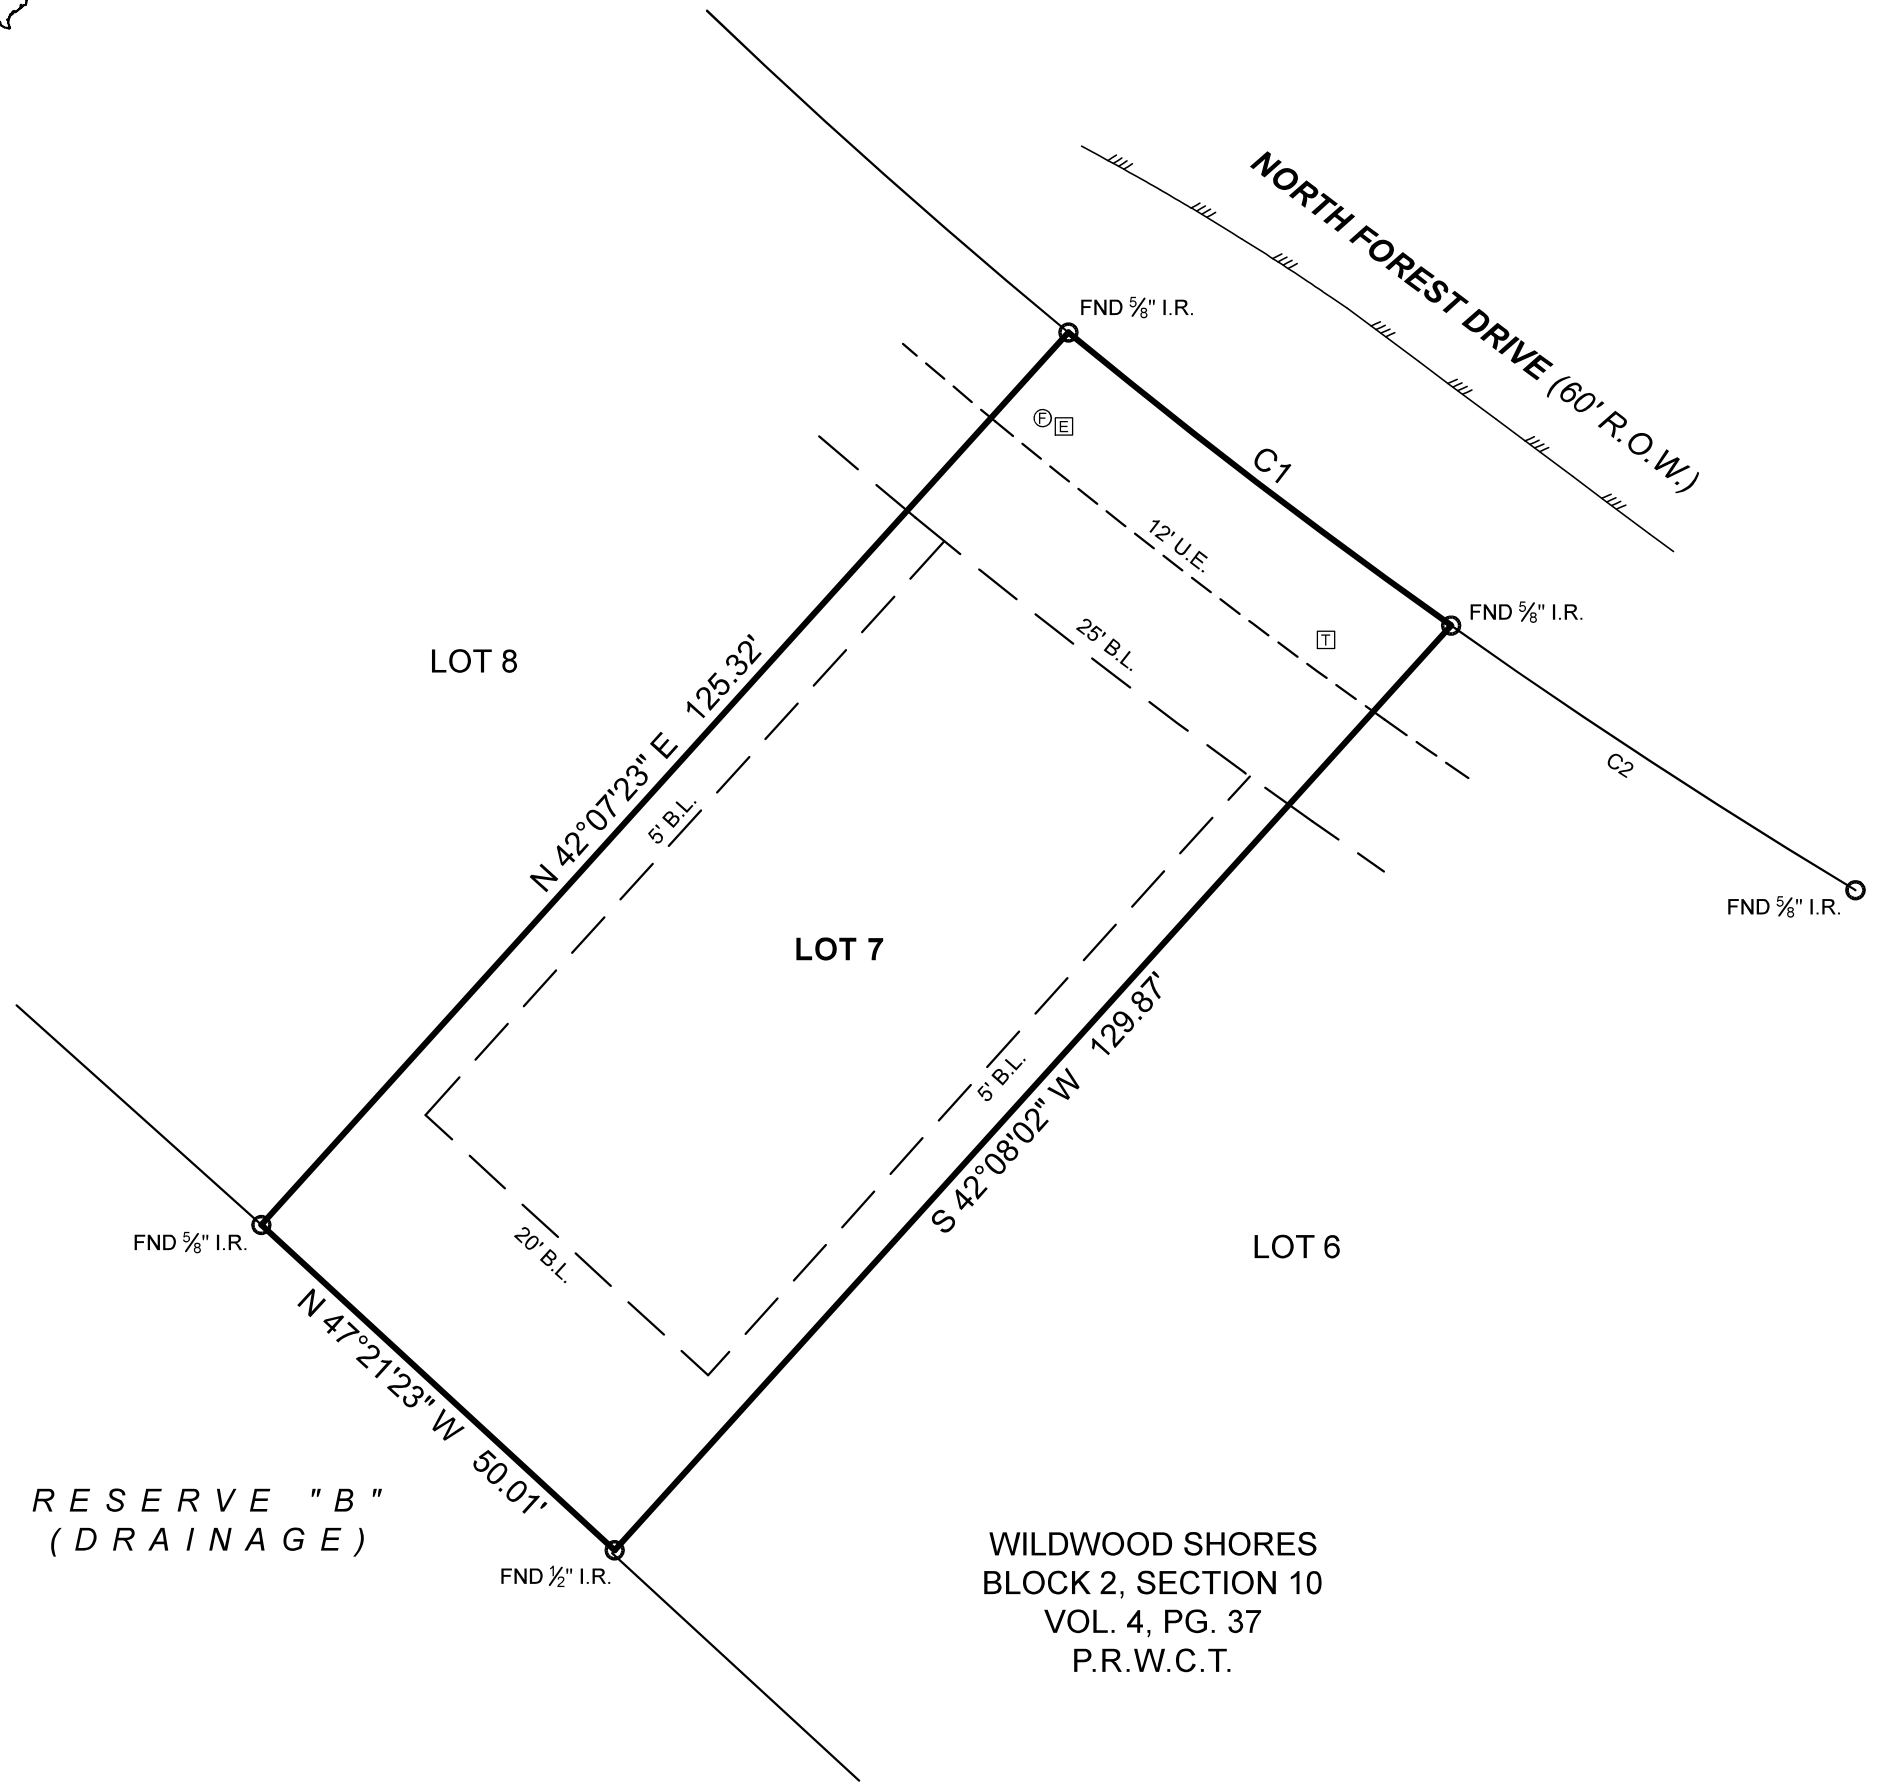 NORTH FOREST DRIVE (60' R.O.W.)
FND 5/8" I.R.
F
E
C1
12' U.E.
FND 5/8" I.R.
T
25' B.L.
LOT 8
N 42°07'23" E 125.32'
5' B.L.
C2
FND 5/8" I.R.
LOT 7
S 42°08'02" W 129.87'
5' B.L.
FND 5/8" I.R.
20' B.L.
LOT 6
N 47°21'23" W 50.01'
RESERVE "B"
(DRAINAGE)
FND 1/2" I.R.
WILDWOOD SHORES
BLOCK 2, SECTION 10
VOL. 4, PG. 37
P.R.W.C.T.